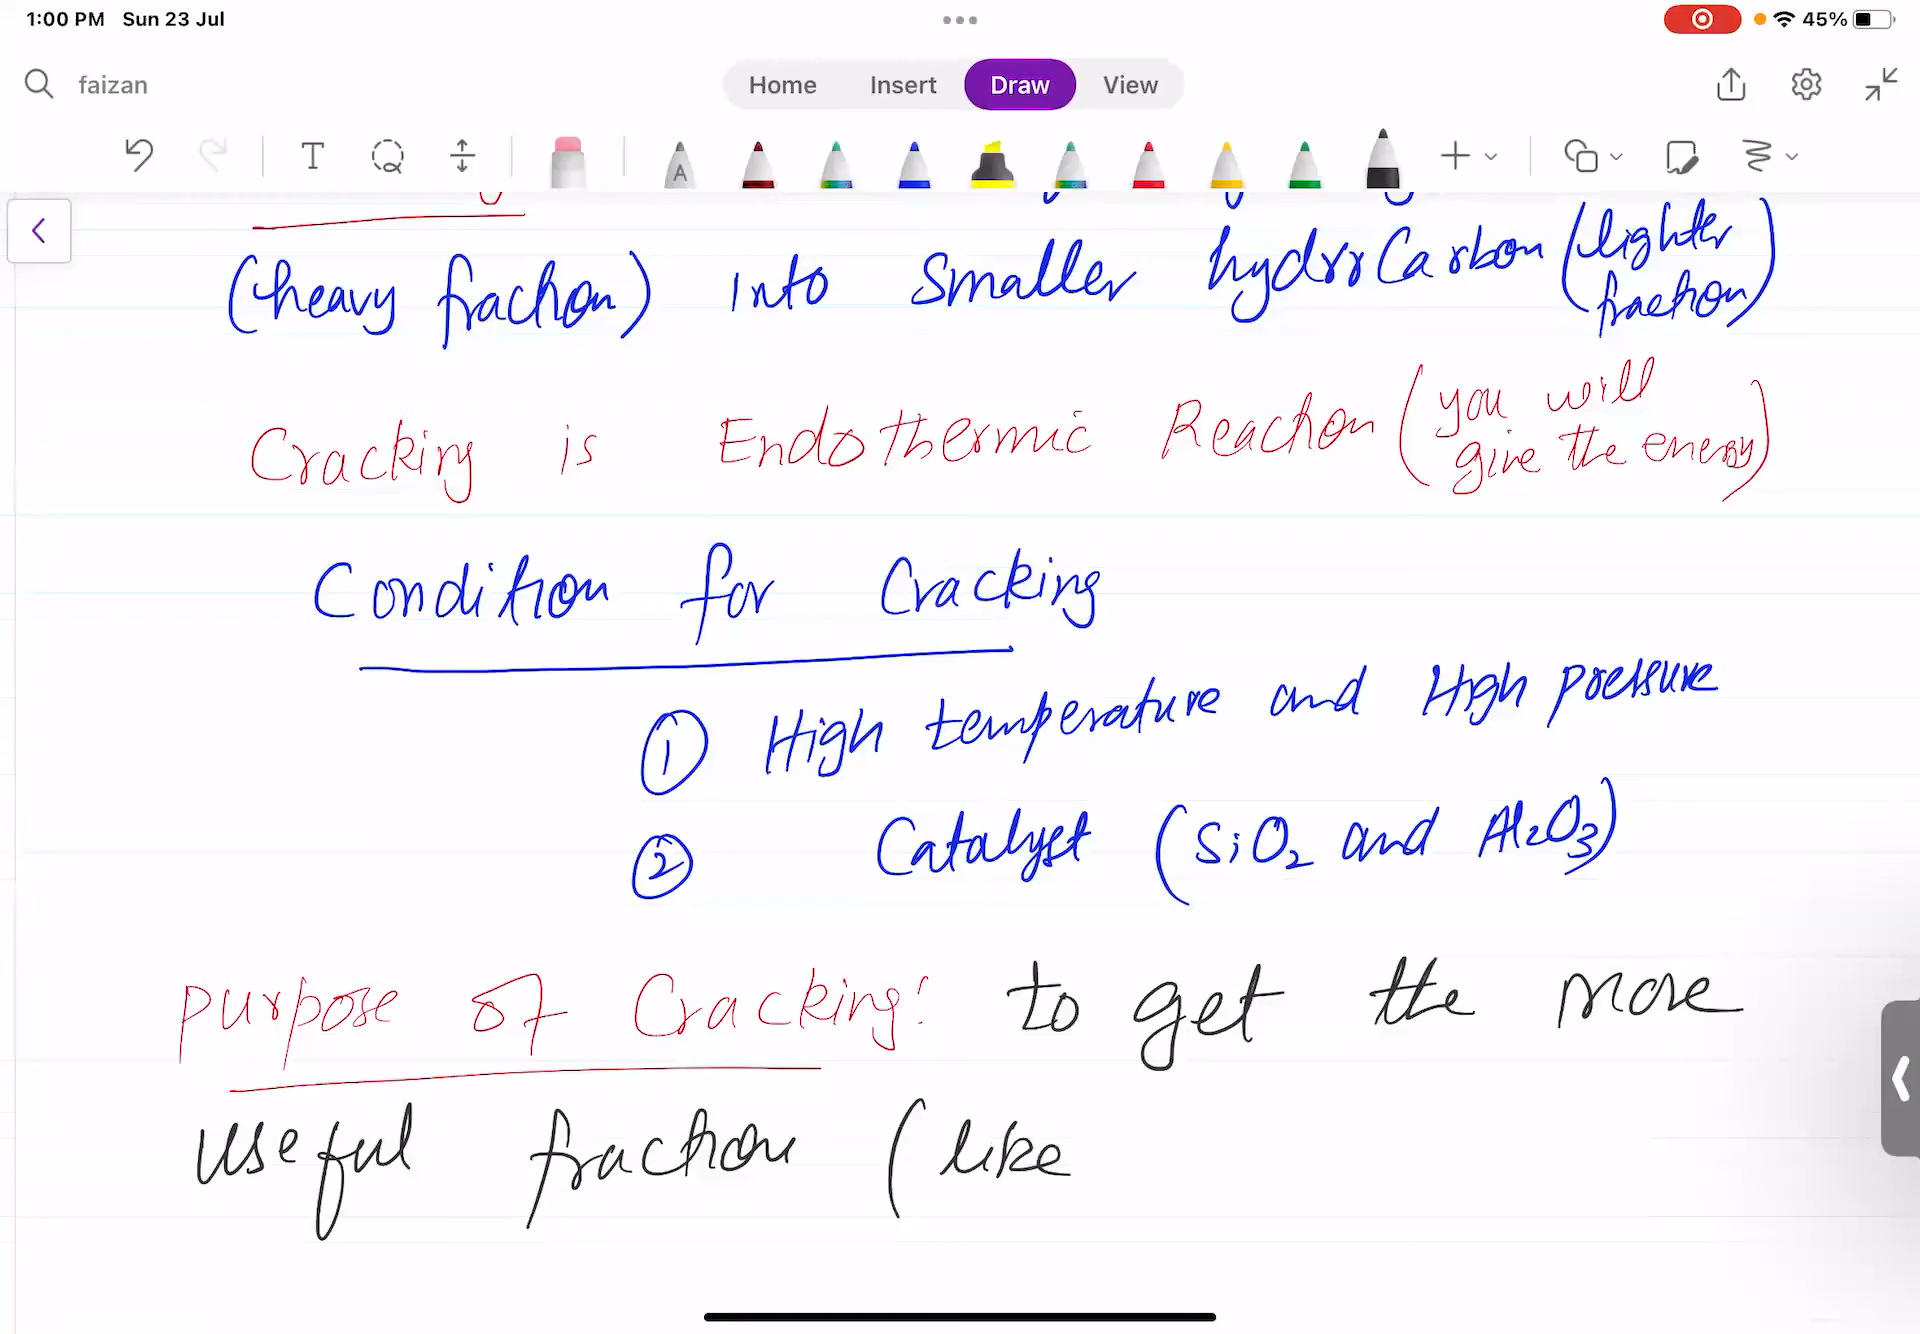 1:00 PM Sun 23 Jul 45%
faizan Home Insert Draw View
T A
(heavy fraction) into smaller hydrocarbon (lighter fraction)
Cracking is Endothermic Reaction (you will give the energy)
Condition for Cracking
① High temperature and High pressure
② Catalyst (SiO₂ and Al₂O₃)
purpose of Cracking: to get the more
useful fraction (like